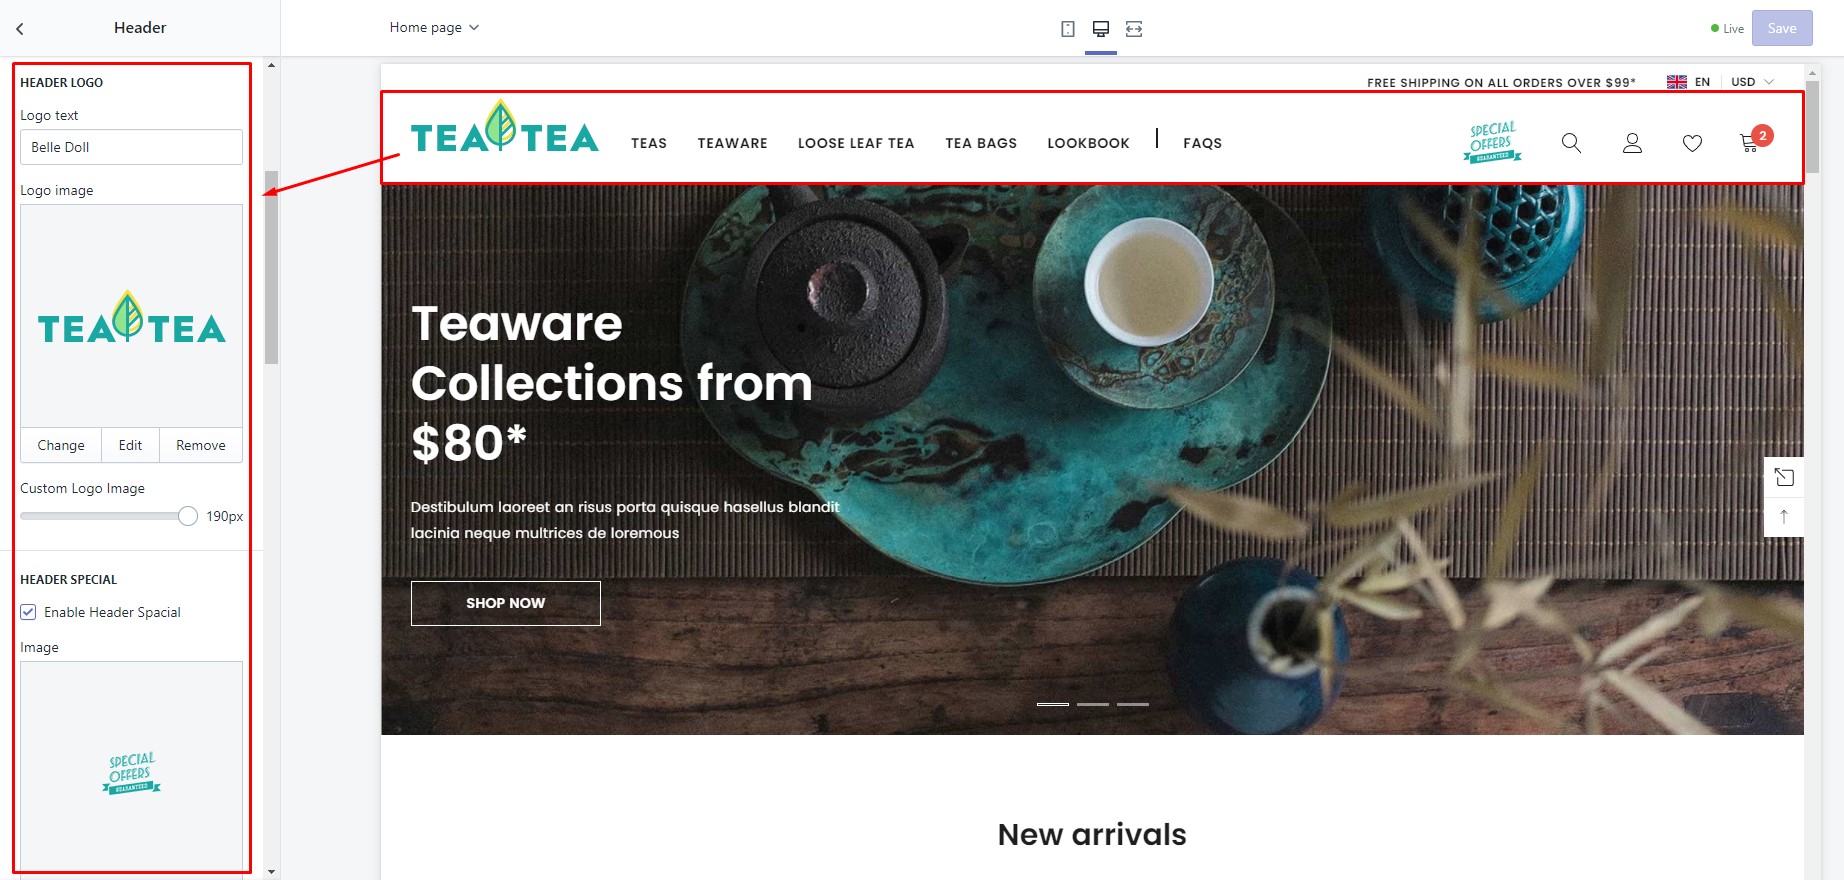 Header
Home page
Live
Save
HEADER LOGO
Logo text
Belle Doll
Logo image
TEA TEA
Change Edit Remove
Custom Logo Image
190px
HEADER SPECIAL
Enable Header Spacial
Image
SPECIAL
OFFERS
GUARANTEED
FREE SHIPPING ON ALL ORDERS OVER $99* EN USD
TEA TEA TEAS TEAWARE LOOSE LEAF TEA TEA BAGS LOOKBOOK FAQS
SPECIAL
OFFERS
GUARANTEED
2
Teaware
Collections from
$80*
Destibulum laoreet an risus porta quisque hasellus blandit
lacinia neque multrices de loremous
SHOP NOW
New arrivals